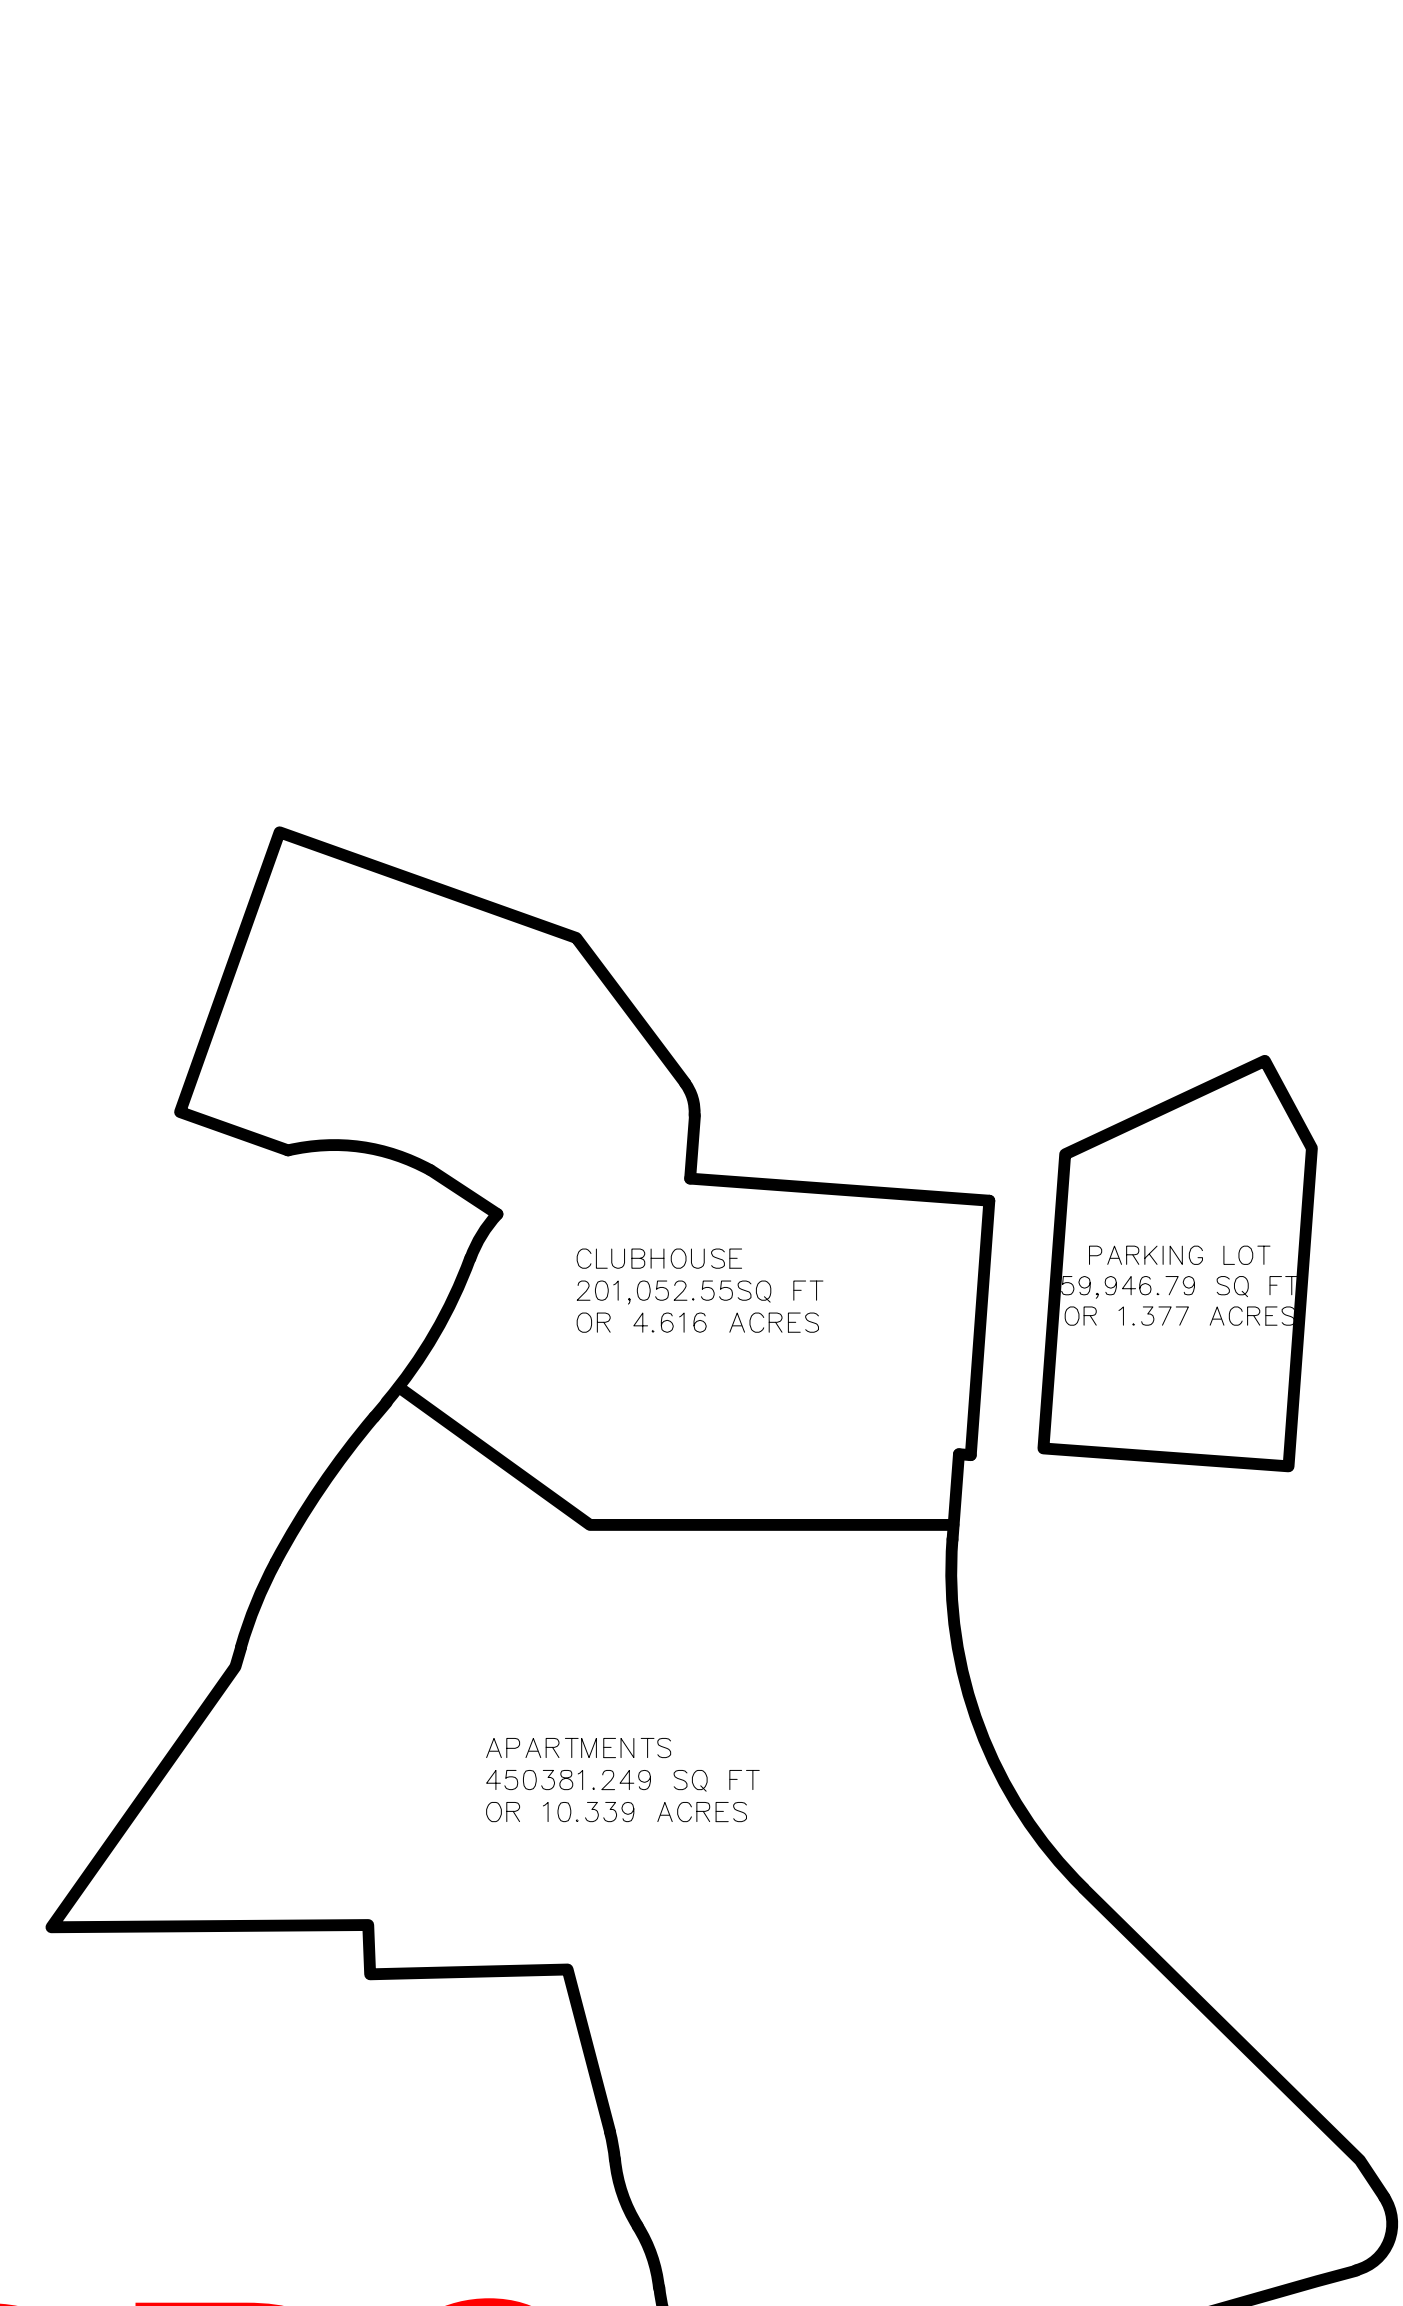 CLUBHOUSE
201,052.55SQ FT
OR 4.616 ACRES
PARKING LOT
59,946.79 SQ FT
OR 1.377 ACRES
APARTMENTS
450381.249 SQ FT
OR 10.339 ACRES